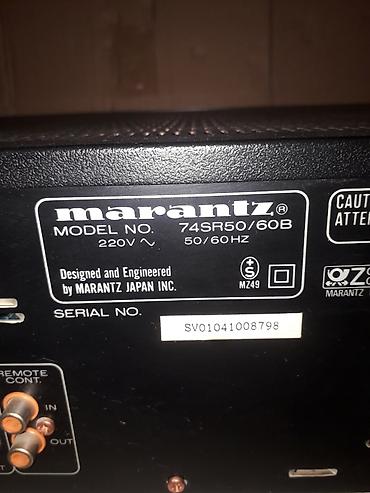 marantz®
MODEL NO. 74SR50/60B
220V ~ 50/60HZ
Designed and Engineered
by MARANTZ JAPAN INC.
MZ49
SERIAL NO. SV01041008798
CAUT
ATTE
MARANTZ
REMOTE
CONT.
IN
OUT